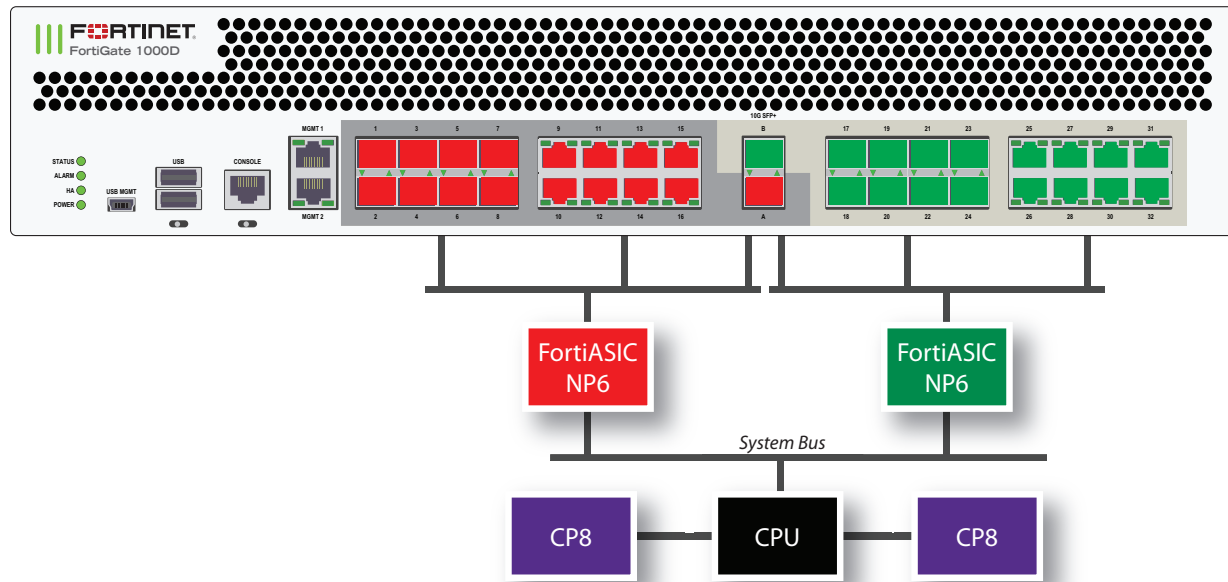 FORTINET
FortiGate 1000D
10G SFP+
MGMT 1
1 3 5 7
9 11 13 15
B
17 19 21 23
25 27 29 31
STATUS
ALARM
HA
POWER
USB MGMT
USB
CONSOLE
MGMT 2
2 4 6 8
10 12 14 16
A
18 20 22 24
26 28 30 32
FortiASIC
NP6
FortiASIC
NP6
System Bus
CP8
CPU
CP8